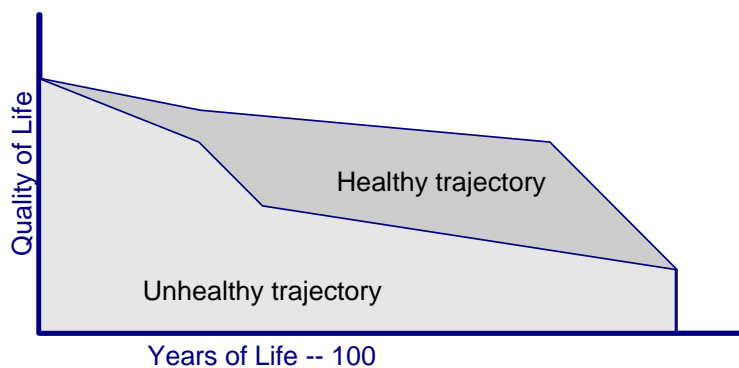 Quality of Life
Healthy trajectory
Unhealthy trajectory
Years of Life -- 100